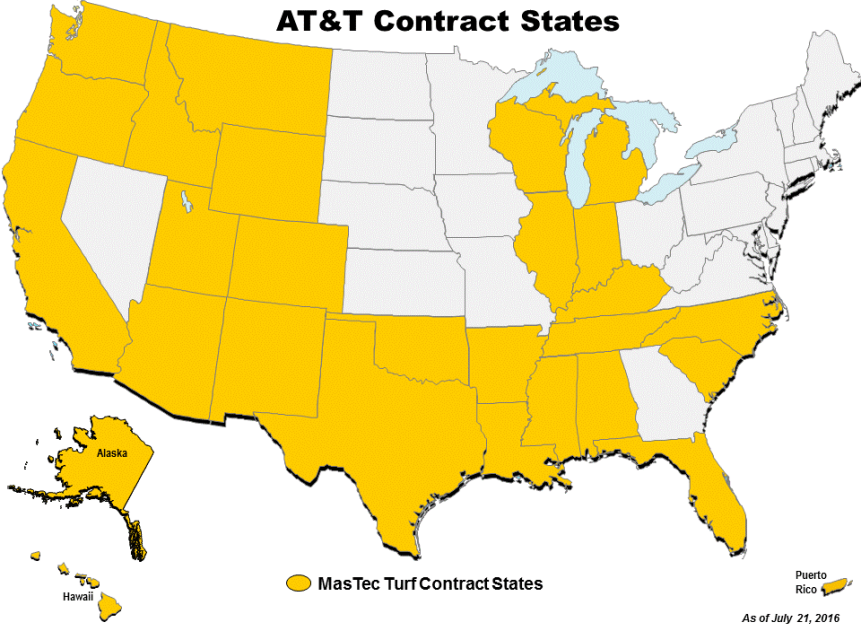 AT&T Contract States
Alaska
Hawaii
MasTec Turf Contract States
Puerto
Rico
As of July 21, 2016